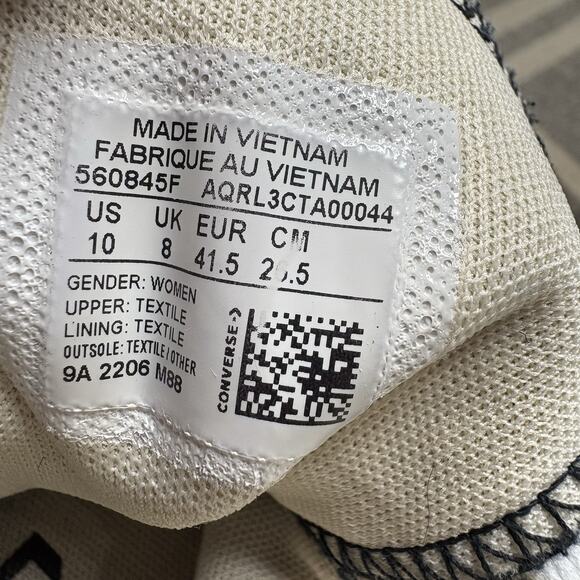 MADE IN VIETNAM
FABRIQUE AU VIETNAM
560845F AQRL3CTA00044
US UK EUR CM
10 8 41.5
GENDER: WOMEN
UPPER: TEXTILE
LINING: TEXTILE
OUTSOLE: TEXTILE/OTHER
9A 2206 M88
CONVERSE